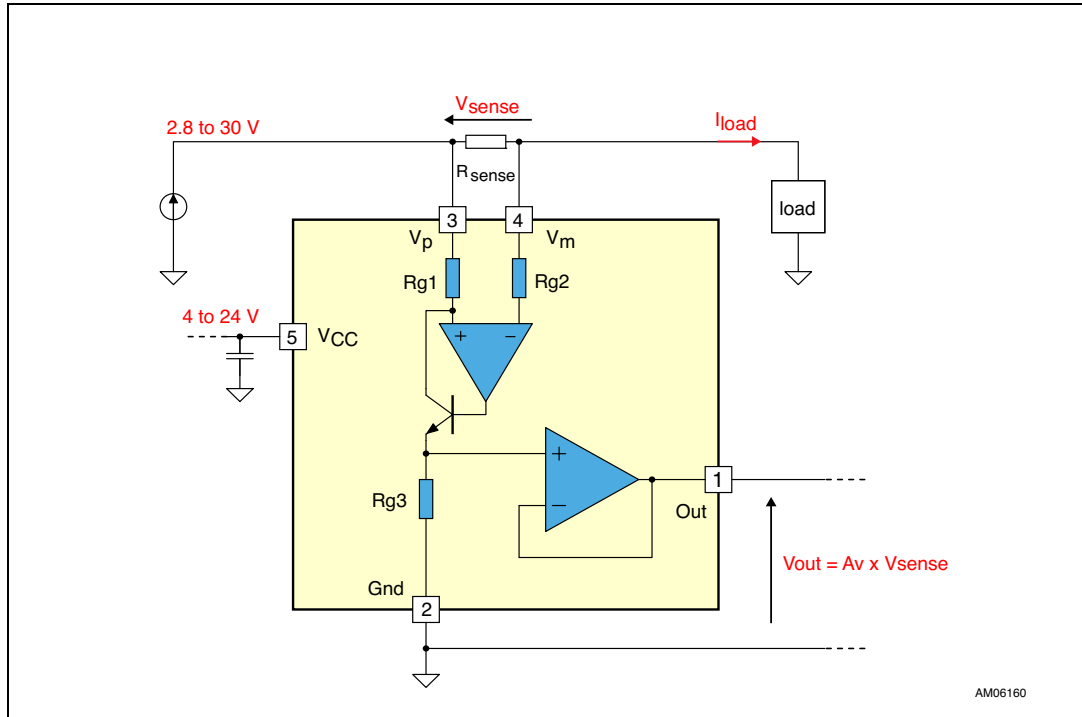 Vsense
2.8 to 30 V
Iload
Rsense
load
3
4
Vp
Vm
Rg1
Rg2
+
−
4 to 24 V
5
VCC
+
−
1
Rg3
Out
Vout = Av x Vsense
Gnd
2
AM06160